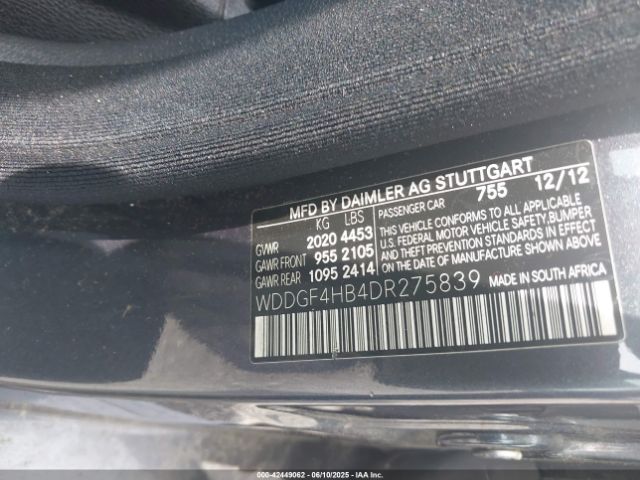 MFD BY DAIMLER AG STUTTGART
KG LBS PASSENGER CAR 755 12/12
GVWR 2020 4453
GAWR FRONT 955 2105
GAWR REAR 1095 2414
THIS VEHICLE CONFORMS TO ALL APPLICABLE
U.S. FEDERAL MOTOR VEHICLE SAFETY, BUMPER
AND THEFT PREVENTION STANDARDS IN EFFECT
ON THE DATE OF MANUFACTURE SHOWN ABOVE.
WDDGF4HB4DR275839 MADE IN SOUTH AFRICA
000-42449062 - 06/10/2025 - IAA Inc.